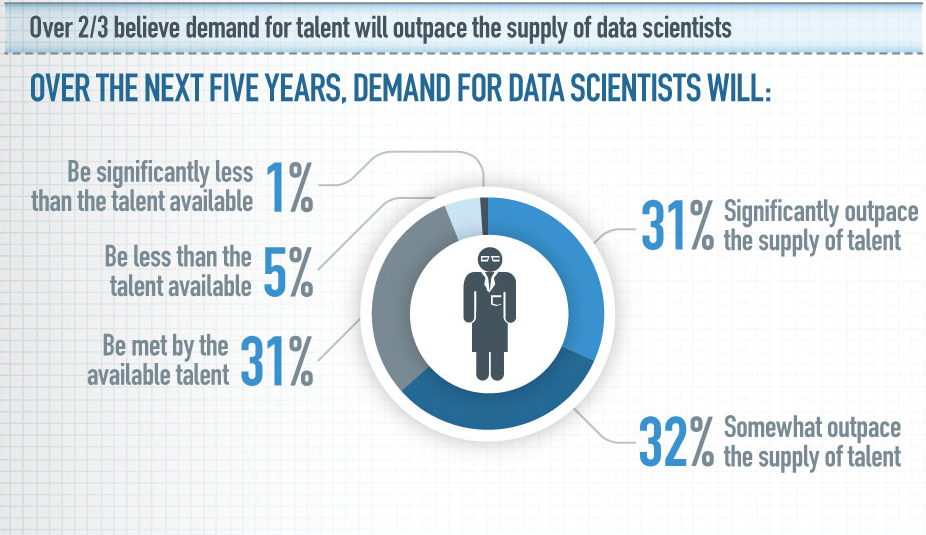 Over 2/3 believe demand for talent will outpace the supply of data scientists
OVER THE NEXT FIVE YEARS, DEMAND FOR DATA SCIENTISTS WILL:
Be significantly less
than the talent available
1%
Be less than the
talent available
5%
Be met by the
available talent
31%
31%
Significantly outpace
the supply of talent
32%
Somewhat outpace
the supply of talent